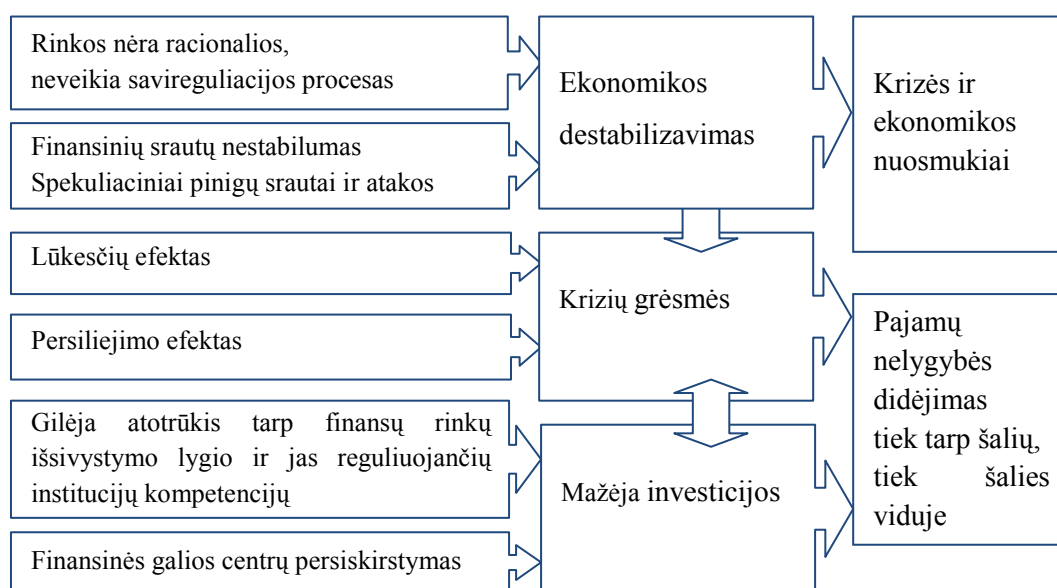 Rinkos nėra racionalios,
neveikia savireguliacijos procesas
Finansinių srautų nestabilumas
Spekuliaciniai pinigų srautai ir atakos
Lūkesčių efektas
Persiliejimo efektas
Gilėja atotrūkis tarp finansų rinkų
išsivystymo lygio ir jas reguliuojančių
institucijų kompetencijų
Finansinės galios centrų persiskirstymas
Ekonomikos
destabilizavimas
Krizių grėsmės
Mažėja investicijos
Krizės ir
ekonomikos
nuosmukiai
Pajamų
nelygybės
didėjimas
tiek tarp šalių,
tiek šalies
viduje